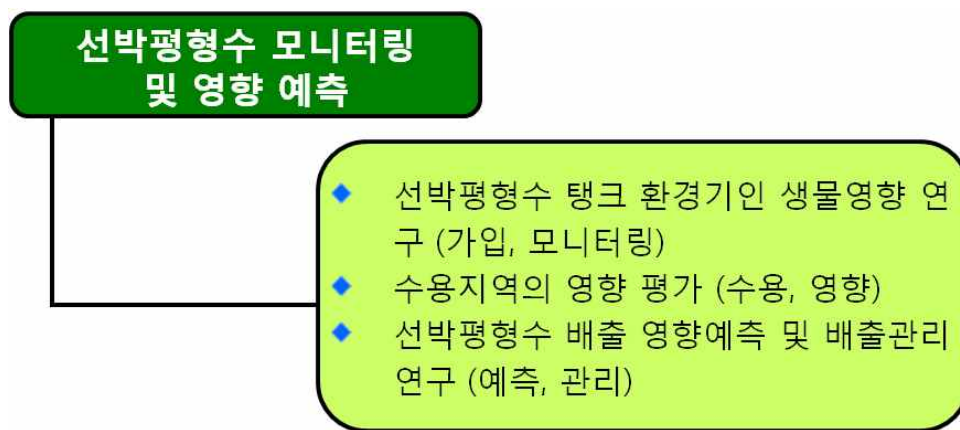 선박평형수 모니터링
및 영향 예측
◆ 선박평형수 탱크 환경기인 생물영향 연
구 (가입, 모니터링)
◆ 수용지역의 영향 평가 (수용, 영향)
◆ 선박평형수 배출 영향예측 및 배출관리
연구 (예측, 관리)